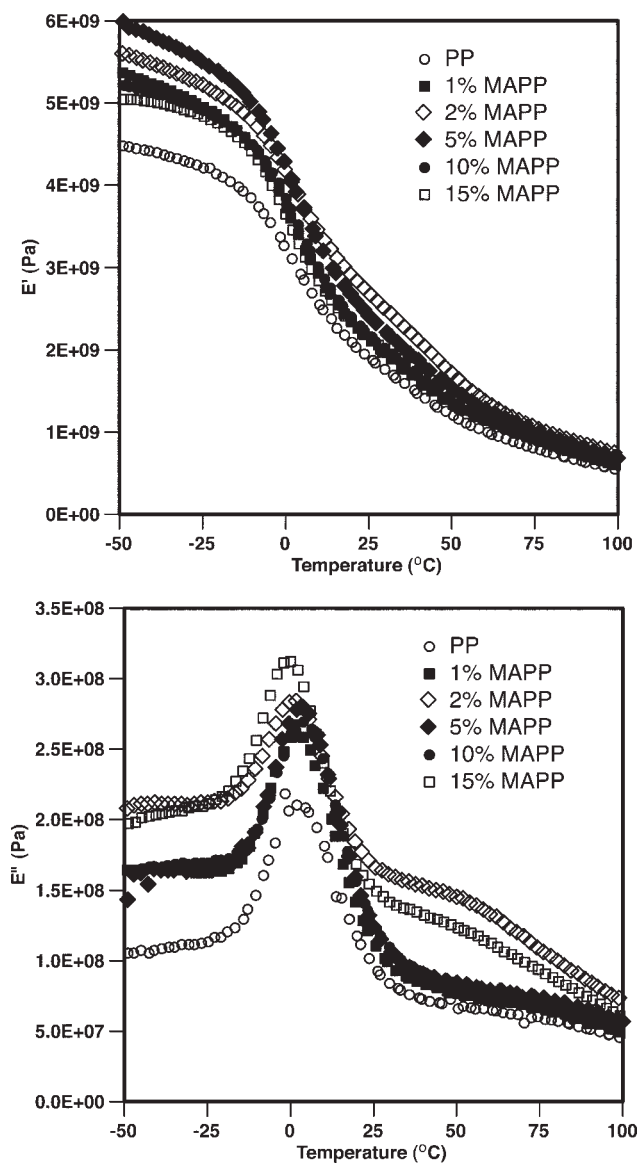 6E+09
5E+09
4E+09
3E+09
2E+09
1E+09
0E+00
E' (Pa)
PP
1% MAPP
2% MAPP
5% MAPP
10% MAPP
15% MAPP
-50 -25 0 25 50 75 100
Temperature (°C)
3.5E+08
3.0E+08
2.5E+08
2.0E+08
1.5E+08
1.0E+08
5.0E+07
0.0E+00
E" (Pa)
PP
1% MAPP
2% MAPP
5% MAPP
10% MAPP
15% MAPP
-50 -25 0 25 50 75 100
Temperature (°C)